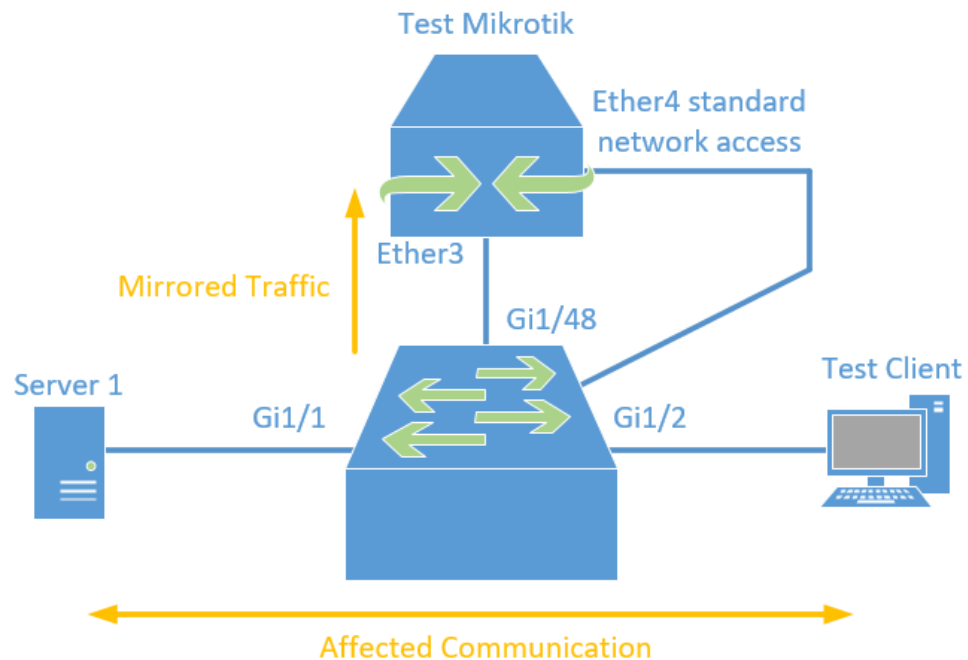 Test Mikrotik
Ether4 standard
network access
Ether3
Mirrored Traffic
Gi1/48
Server 1
Test Client
Gi1/1
Gi1/2
Affected Communication